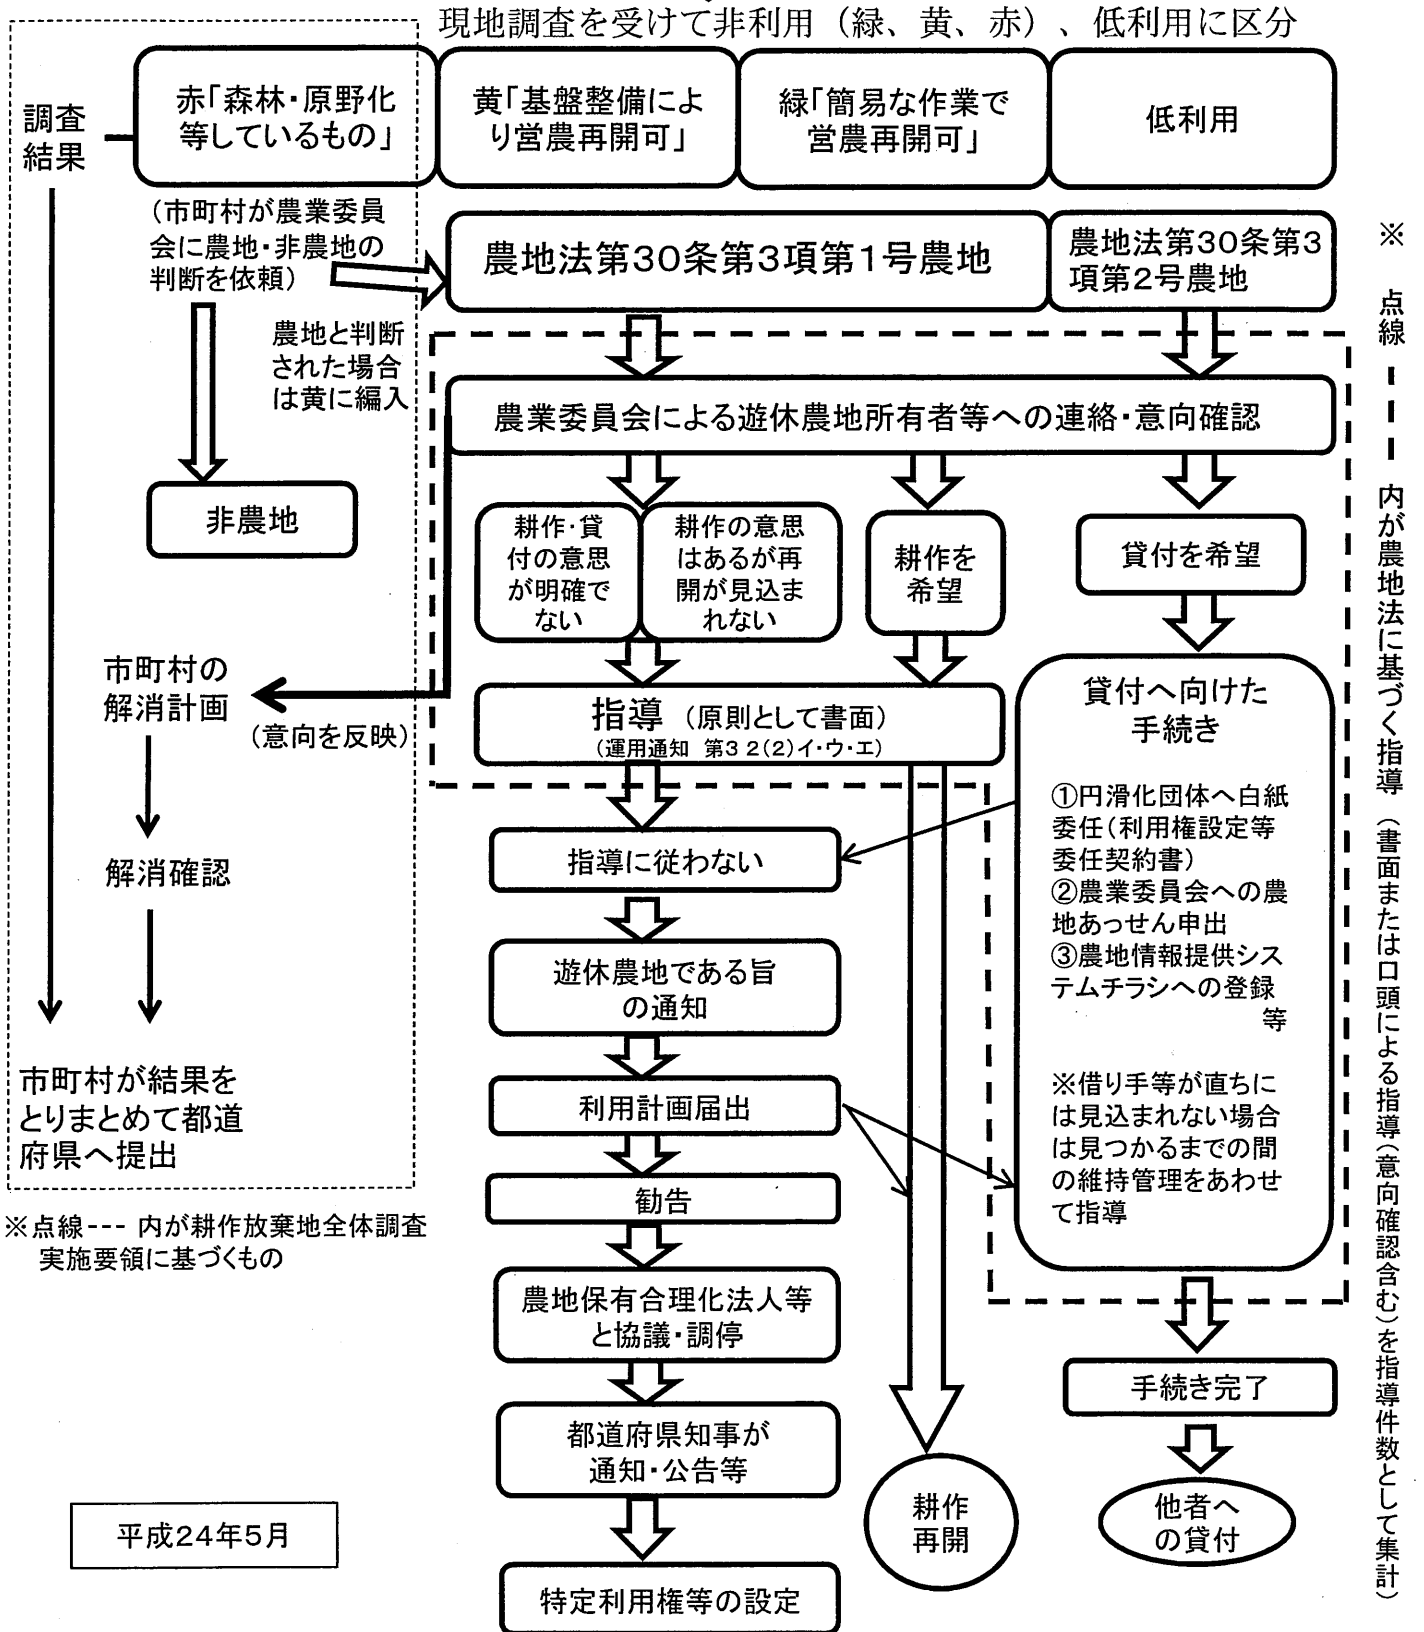 現地調査を受けて非利用（緑、黄、赤）、低利用に区分
調査
結果
赤「森林・原野化
等しているもの」
黄「基盤整備によ
り営農再開可」
緑「簡易な作業で
営農再開可」
低利用
（市町村が農業委員
会に農地・非農地の
判断を依頼）
農地法第30条第3項第1号農地
農地法第30条第3
項第2号農地
農地と判断
された場合
は黄に編入
非農地
農業委員会による遊休農地所有者等への連絡・意向確認
耕作・貸
付の意思
が明確で
ない
耕作の意思
はあるが再
開が見込ま
れない
耕作を
希望
貸付を希望
市町村の
解消計画
（意向を反映）
解消確認
市町村が結果を
とりまとめて都道
府県へ提出
※点線--- 内が耕作放棄地全体調査
実施要領に基づくもの
指導（原則として書面）
（運用通知 第3 2(2)イ・ウ・エ）
指導に従わない
遊休農地である旨
の通知
利用計画届出
勧告
農地保有合理化法人等
と協議・調停
都道府県知事が
通知・公告等
特定利用権等の設定
耕作
再開
貸付へ向けた
手続き
①円滑化団体へ白紙
委任（利用権設定等
委任契約書）
②農業委員会への農
地あっせん申出
③農地情報提供シス
テムチラシへの登録
等
※借り手等が直ちに
は見込まれない場合
は見つかるまでの間
の維持管理をあわせ
て指導
手続き完了
他者へ
の貸付
※ 点線 --- 内が農地法に基づく指導（書面または口頭による指導（意向確認含む）を指導件数として集計）
平成24年5月